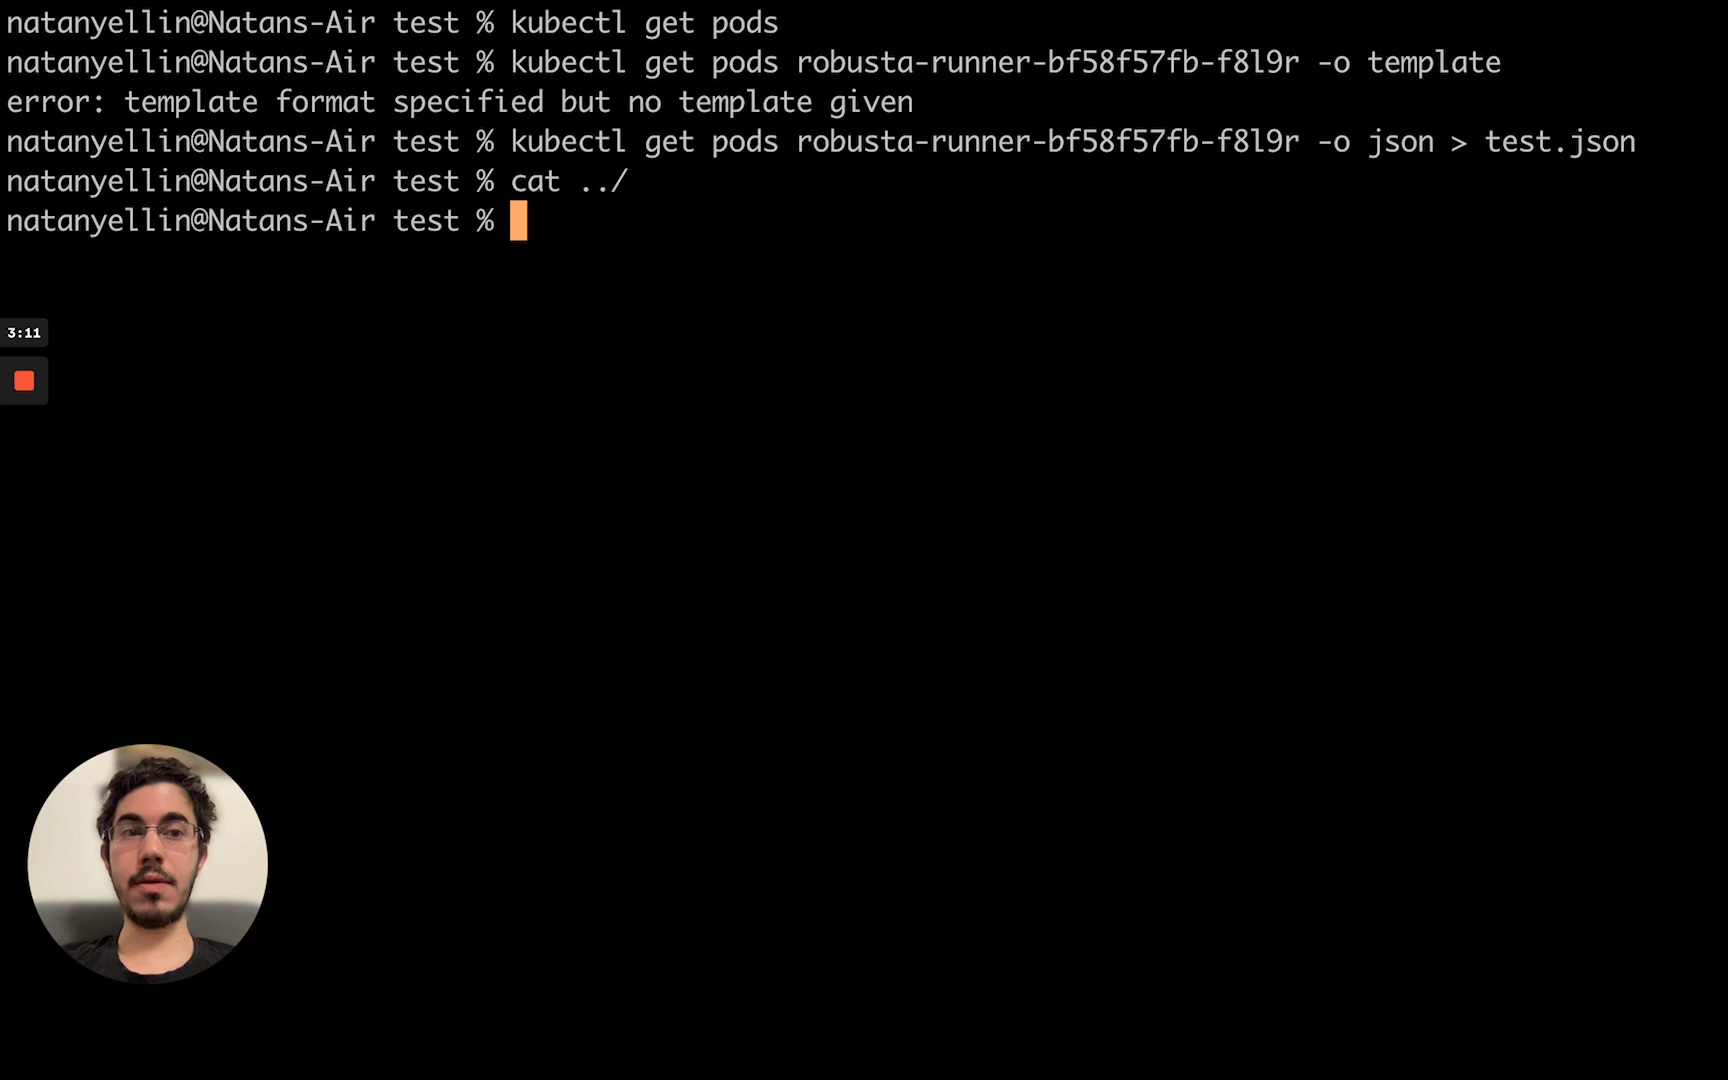 natanyellin@Natans-Air test % kubectl get pods
natanyellin@Natans-Air test % kubectl get pods robusta-runner-bf58f57fb-f8l9r -o template
error: template format specified but no template given
natanyellin@Natans-Air test % kubectl get pods robusta-runner-bf58f57fb-f8l9r -o json > test.json
natanyellin@Natans-Air test % cat ../
natanyellin@Natans-Air test %
3:11